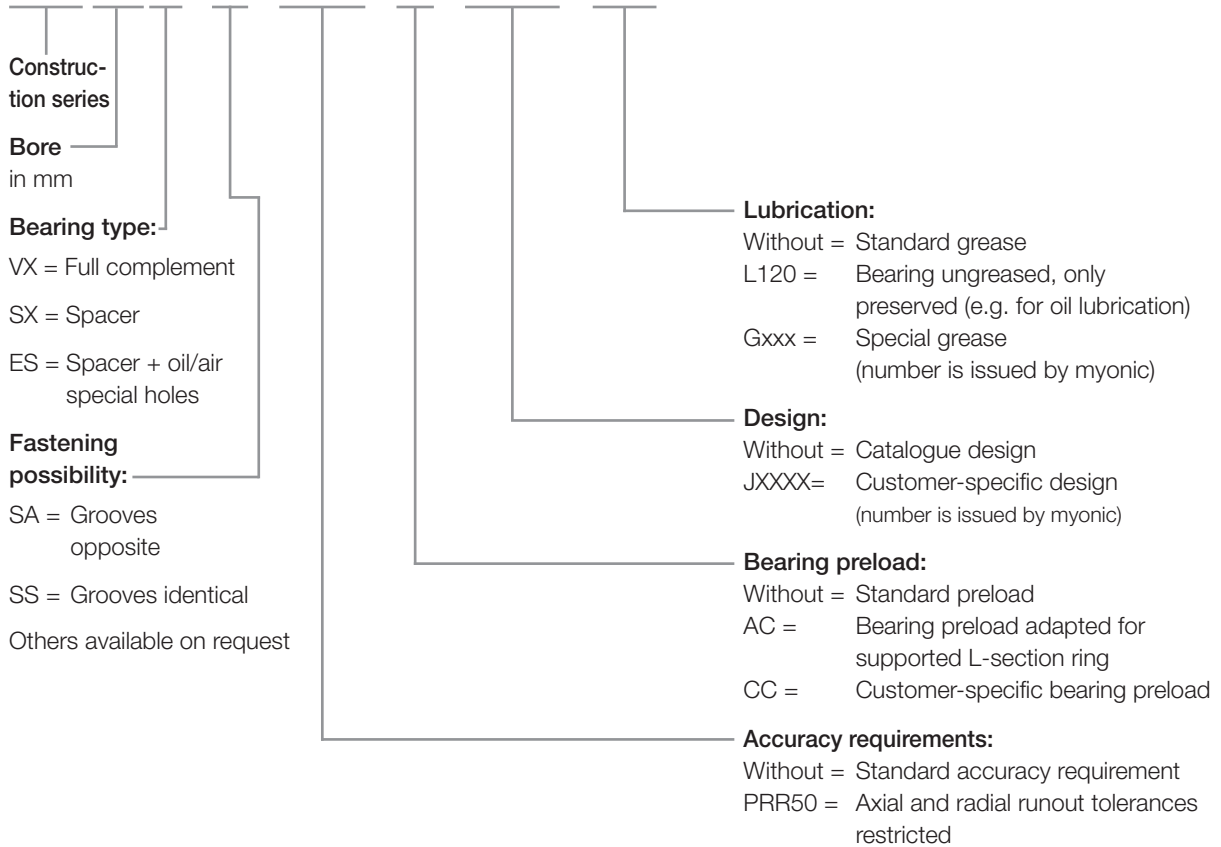 Construc-
tion series
Bore
in mm
Bearing type:
VX = Full complement
SX = Spacer
ES = Spacer + oil/air
special holes
Fastening
possibility:
SA = Grooves
opposite
SS = Grooves identical
Others available on request
Lubrication:
Without = Standard grease
L120 = Bearing ungreased, only
preserved (e.g. for oil lubrication)
Gxxx = Special grease
(number is issued by myonic)
Design:
Without = Catalogue design
JXXXX= Customer-specific design
(number is issued by myonic)
Bearing preload:
Without = Standard preload
AC = Bearing preload adapted for
supported L-section ring
CC = Customer-specific bearing preload
Accuracy requirements:
Without = Standard accuracy requirement
PRR50 = Axial and radial runout tolerances
restricted